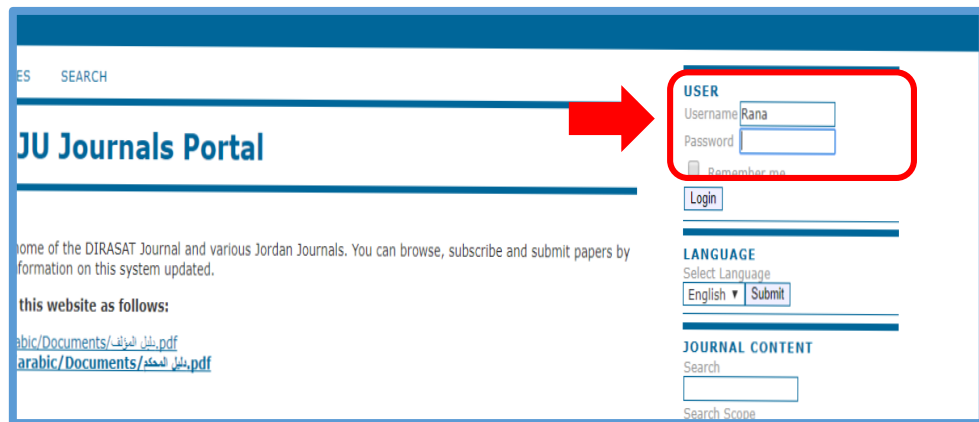 ES SEARCH
JU Journals Portal
home of the DIRASAT Journal and various Jordan Journals. You can browse, subscribe and submit papers by
formation on this system updated.
this website as follows:
abic/Documents/دليل المؤلف.pdf
arabic/Documents/دليل المحكم.pdf
USER
Username Rana
Password
Remember me
Login
LANGUAGE
Select Language
English Submit
JOURNAL CONTENT
Search
Search Scope